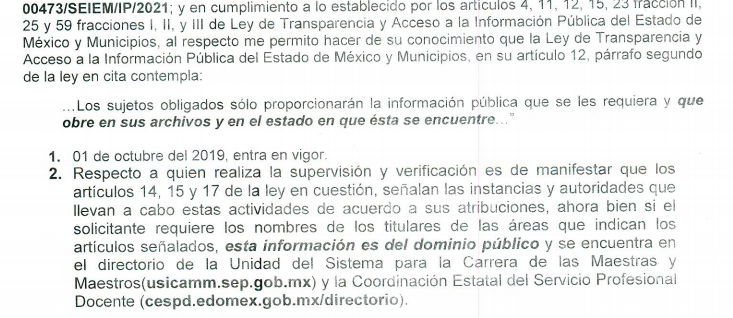 00473/SEIEM/IP/2021; y en cumplimiento a lo establecido por los artículos 4, 11, 12, 15, 23 fracción II,
25 y 59 fracciones I, II, y III de Ley de Transparencia y Acceso a la Información Pública del Estado de
México y Municipios, al respecto me permito hacer de su conocimiento que la Ley de Transparencia y
Acceso a la Información Pública del Estado de México y Municipios, en su artículo 12, párrafo segundo
de la ley en cita contempla:
...Los sujetos obligados sólo proporcionarán la información pública que se les requiera y que
obre en sus archivos y en el estado en que ésta se encuentre..."
1. 01 de octubre del 2019, entra en vigor.
2. Respecto a quien realiza la supervisión y verificación es de manifestar que los
artículos 14, 15 y 17 de la ley en cuestión, señalan las instancias y autoridades que
llevan a cabo estas actividades de acuerdo a sus atribuciones, ahora bien si el
solicitante requiere los nombres de los titulares de las áreas que indican los
artículos señalados, esta información es del dominio público y se encuentra en
el directorio de la Unidad del Sistema para la Carrera de las Maestras y
Maestros(usicamm.sep.gob.mx) y la Coordinación Estatal del Servicio Profesional
Docente (cespd.edomex.gob.mx/directorio).